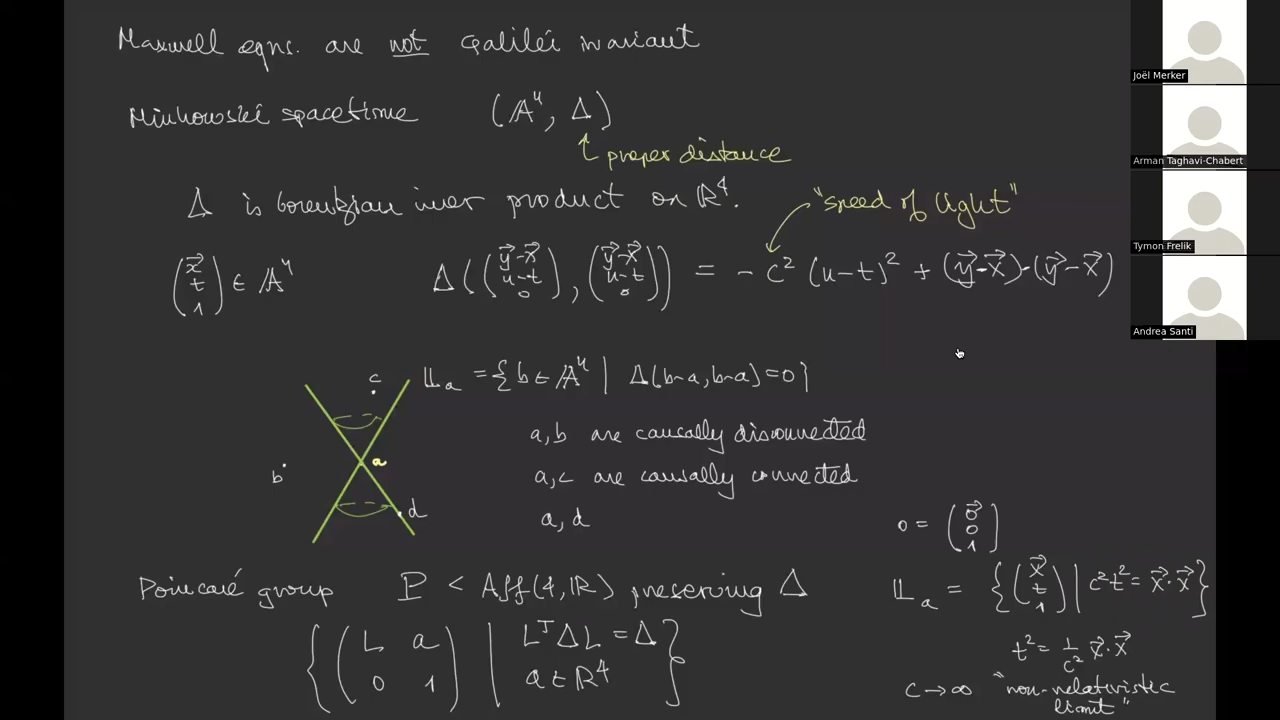 Maxwell eqns. are not Galilei invariant
Minkowski spacetime (𝔸⁴, Δ)
↑ proper distance
Δ is lorentzian inner product on ℝ⁴.
"speed of light"
(x⃗ t 1) ∈ 𝔸⁴ Δ((y⃗-x⃗ u-t 0), (y⃗-x⃗ u-t 0)) = - c² (u-t)² + (y⃗-x⃗)·(y⃗-x⃗)
𝕃ₐ = {b ∈ 𝔸⁴ | Δ(b-a, b-a) = 0}
c
a
b
d
a, b are causally disconnected
a, c are causally connected
a, d
0 = (0⃗ 0 1)
Poincaré group P < Aff(4, ℝ) preserving Δ
{(L a 0 1) | LᵀΔL = Δ a ∈ ℝ⁴}
𝕃ₐ = {(x⃗ t 1) | c²t² = x⃗·x⃗}
t² = 1/c² x⃗·x⃗
c → ∞ "non-relativistic limit"
Joël Merker
Arman Taghavi-Chabert
Tymon Frelik
Andrea Santi